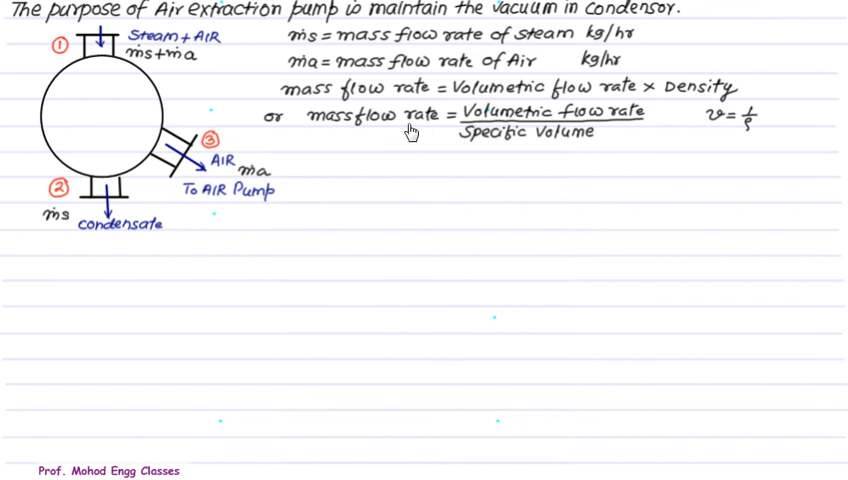 The purpose of Air extraction pump is maintain the vacuum in condensor.
① Steam + AIR
ṁs + ṁa
ṁs = mass flow rate of steam kg/hr
ṁa = mass flow rate of Air kg/hr
mass flow rate = Volumetric flow rate × Density
or mass flow rate = Volumetric flow rate / Specific Volume v = 1/ρ
③
AIR ṁa
To AIR Pump
②
ṁs
condensate
Prof. Mohod Engg Classes